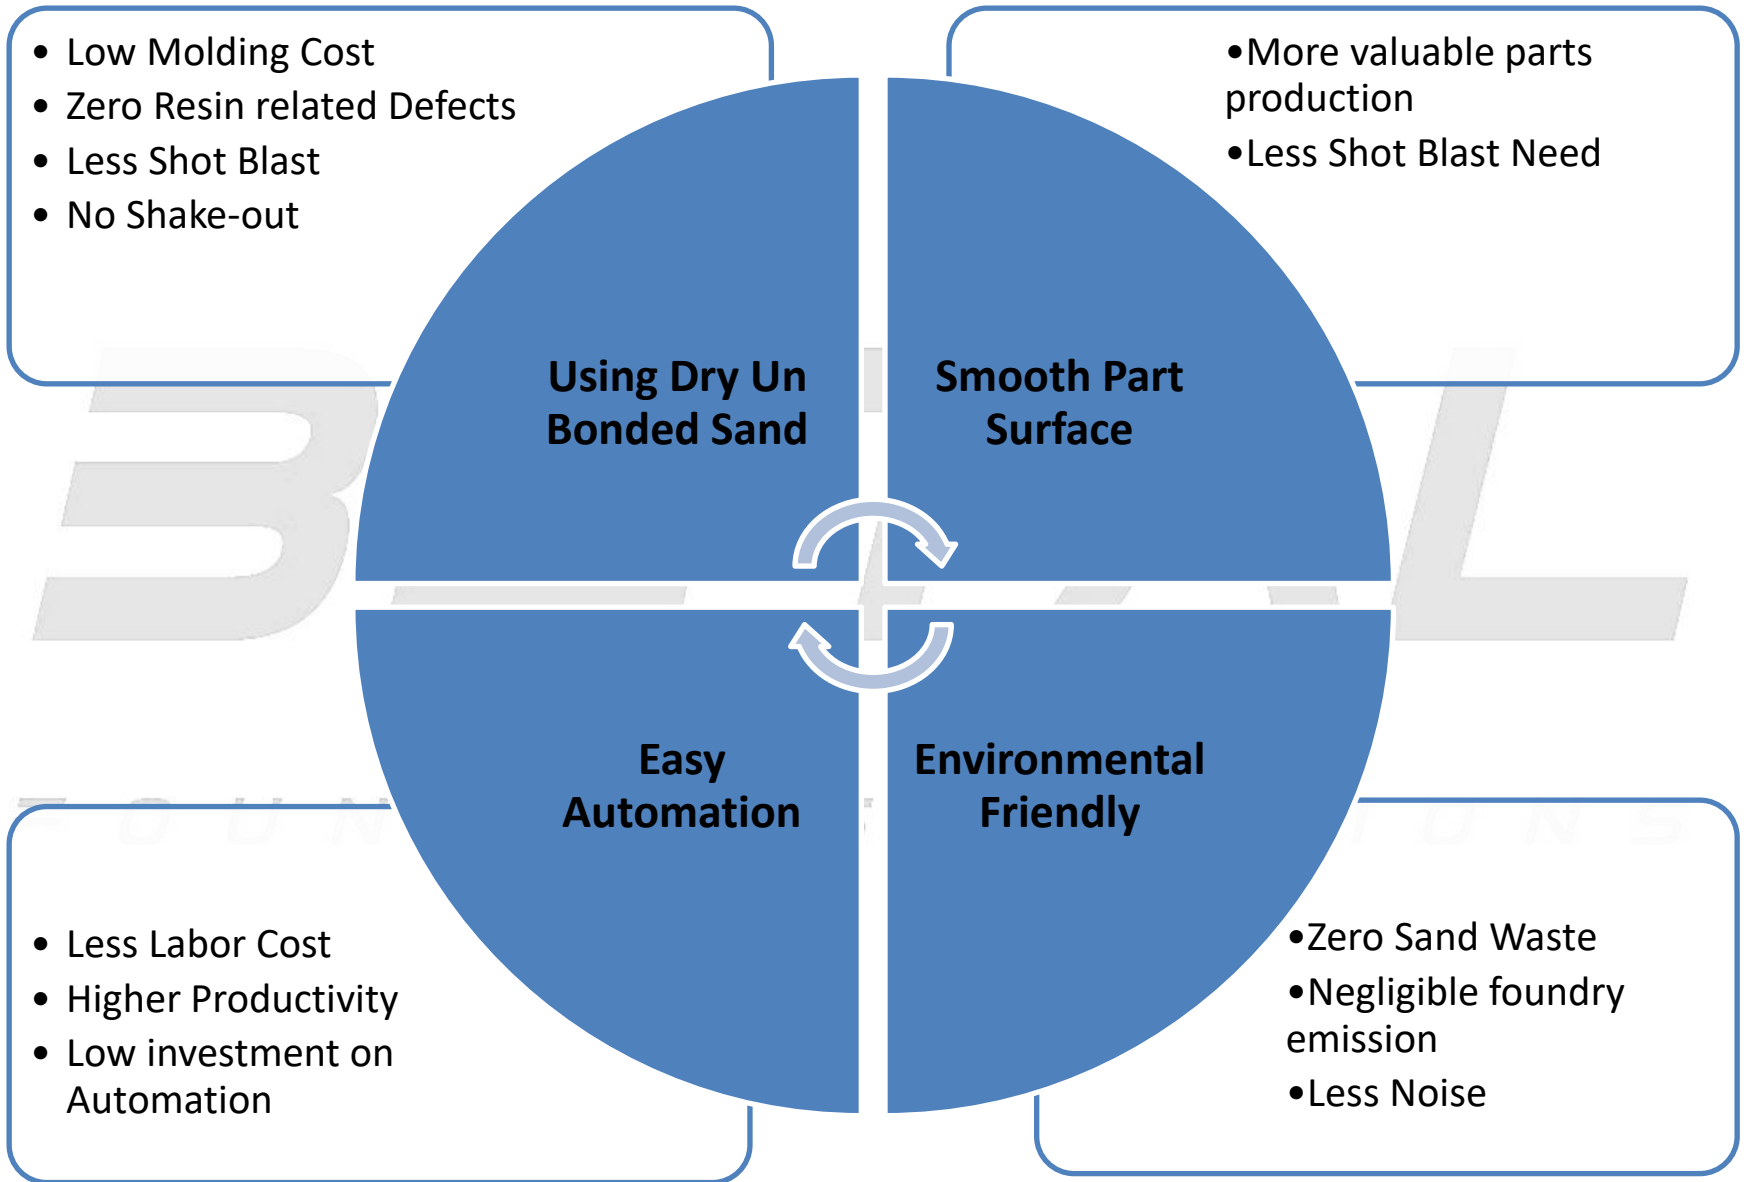 • Low Molding Cost
• Zero Resin related Defects
• Less Shot Blast
• No Shake-out
•More valuable parts
production
•Less Shot Blast Need
Using Dry Un
Bonded Sand
Smooth Part
Surface
Easy
Automation
Environmental
Friendly
• Less Labor Cost
• Higher Productivity
• Low investment on
Automation
•Zero Sand Waste
•Negligible foundry
emission
•Less Noise